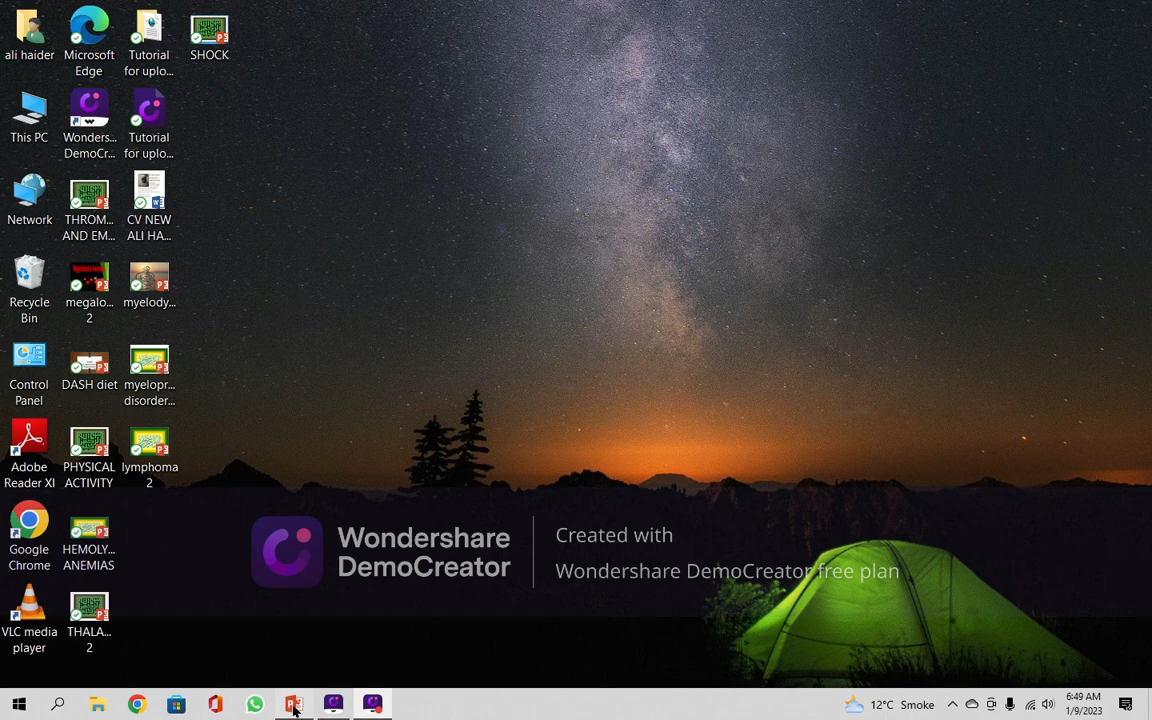 ali haider
Microsoft
Edge
Tutorial
for uplo...
SHOCK
This PC
Wonders...
DemoCr...
Tutorial
for uplo...
Network
THROM...
AND EM...
CV NEW
ALI HA...
Recycle
Bin
megalo...
2
myelody...
Control
Panel
DASH diet
myelopr...
disorder...
Adobe
Reader XI
PHYSICAL
ACTIVITY
lymphoma
2
Google
Chrome
HEMOLY...
ANEMIAS
VLC media
player
THALA...
2
Wondershare
DemoCreator
Created with
Wondershare DemoCreator free plan
12°C Smoke
6:49 AM
1/9/2023